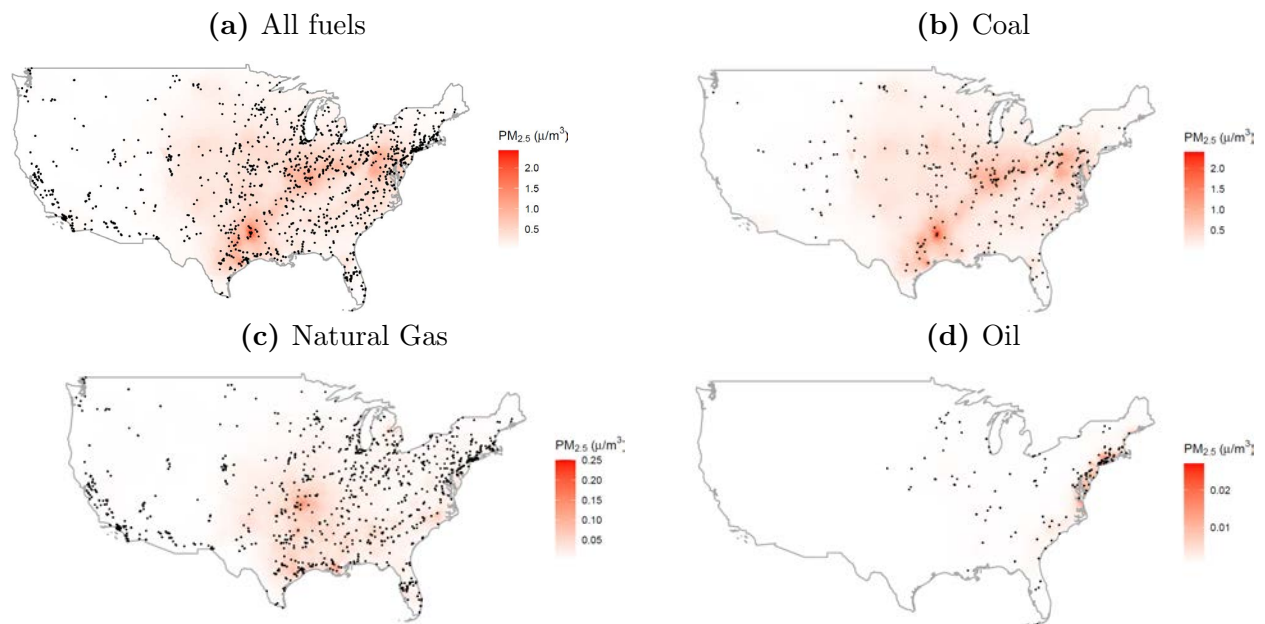 (a) All fuels
(b) Coal
PM2.5 (μ/m³)
2.0
1.5
1.0
0.5
PM2.5 (μ/m³)
2.0
1.5
1.0
0.5
(c) Natural Gas
(d) Oil
PM2.5 (μ/m³)
0.25
0.20
0.15
0.10
0.05
PM2.5 (μ/m³)
0.02
0.01